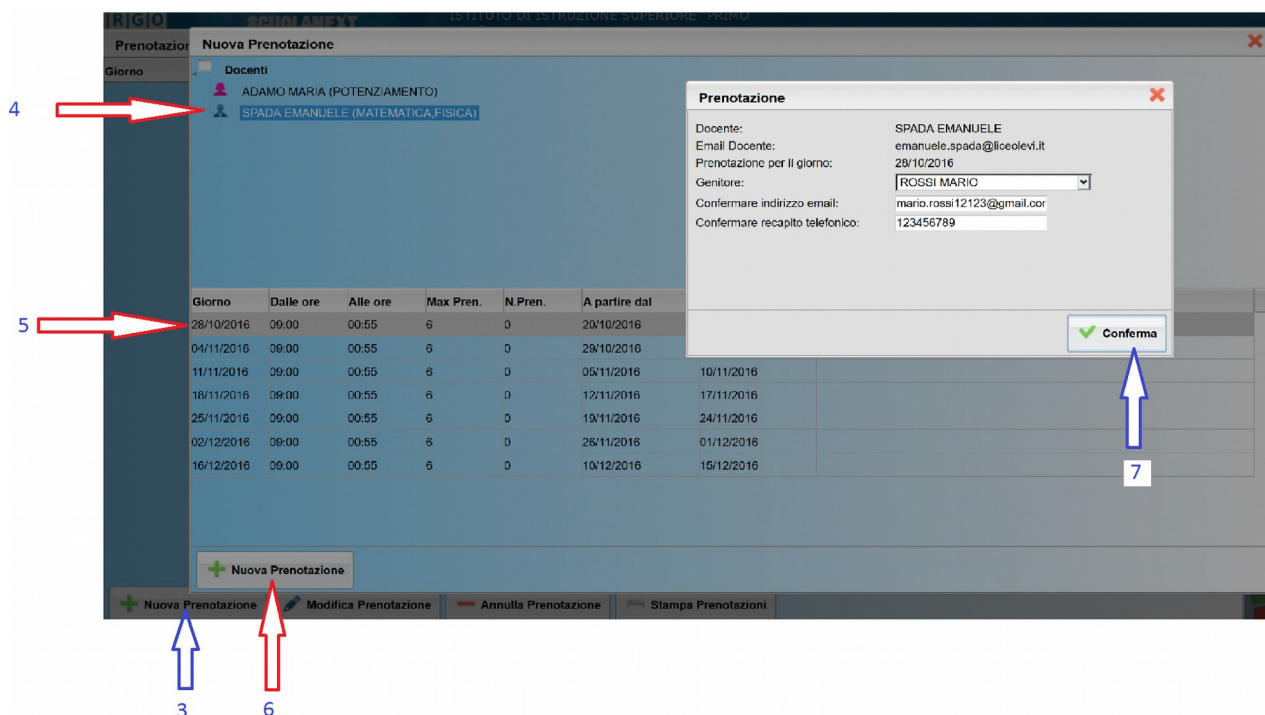 R|G|O SCUOLANEXT ISTITUTO DI ISTRUZIONE SUPERIORE "PRIMO
Prenotazion Nuova Prenotazione
Giorno
Docenti
ADAMO MARIA (POTENZIAMENTO)
4
SPADA EMANUELE (MATEMATICA,FISICA)
Prenotazione
Docente: SPADA EMANUELE
Email Docente: emanuele.spada@liceolevi.it
Prenotazione per il giorno: 28/10/2016
Genitore: ROSSI MARIO
Confermare indirizzo email: mario.rossi12123@gmail.cor
Confermare recapito telefonico: 123456789
Conferma
Giorno Dalle ore Alle ore Max Pren. N.Pren. A partire dal
5
28/10/2016 09:00 00:55 6 0 20/10/2016
04/11/2016 09:00 00:55 6 0 29/10/2016
11/11/2016 09:00 00:55 6 0 05/11/2016 10/11/2016
18/11/2016 09:00 00:55 6 0 12/11/2016 17/11/2016
25/11/2016 09:00 00:55 6 0 19/11/2016 24/11/2016
02/12/2016 09:00 00:55 6 0 26/11/2016 01/12/2016
16/12/2016 09:00 00:55 6 0 10/12/2016 15/12/2016
7
Nuova Prenotazione
Nuova Prenotazione Modifica Prenotazione Annulla Prenotazione Stampa Prenotazioni
3 6